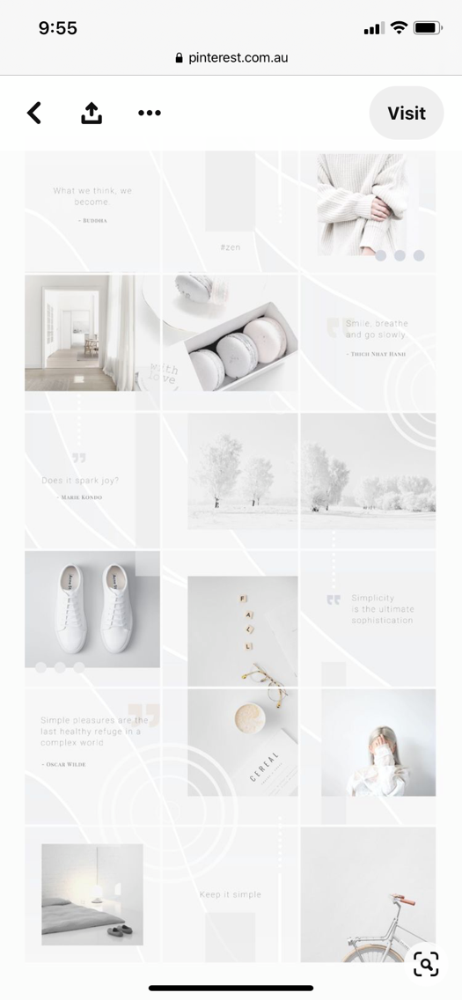 9:55
pinterest.com.au
Visit
What we think, we
become.
- BUDDHA
#zen
with
love
Smile, breathe
and go slowly.
- THICH NHAT HANH
Does it spark joy?
- MARIE KONDO
F
A
L
L
Simplicity
is the ultimate
sophistication
Simple pleasures are the
last healthy refuge in a
complex world
- OSCAR WILDE
CEREAL
Keep it simple